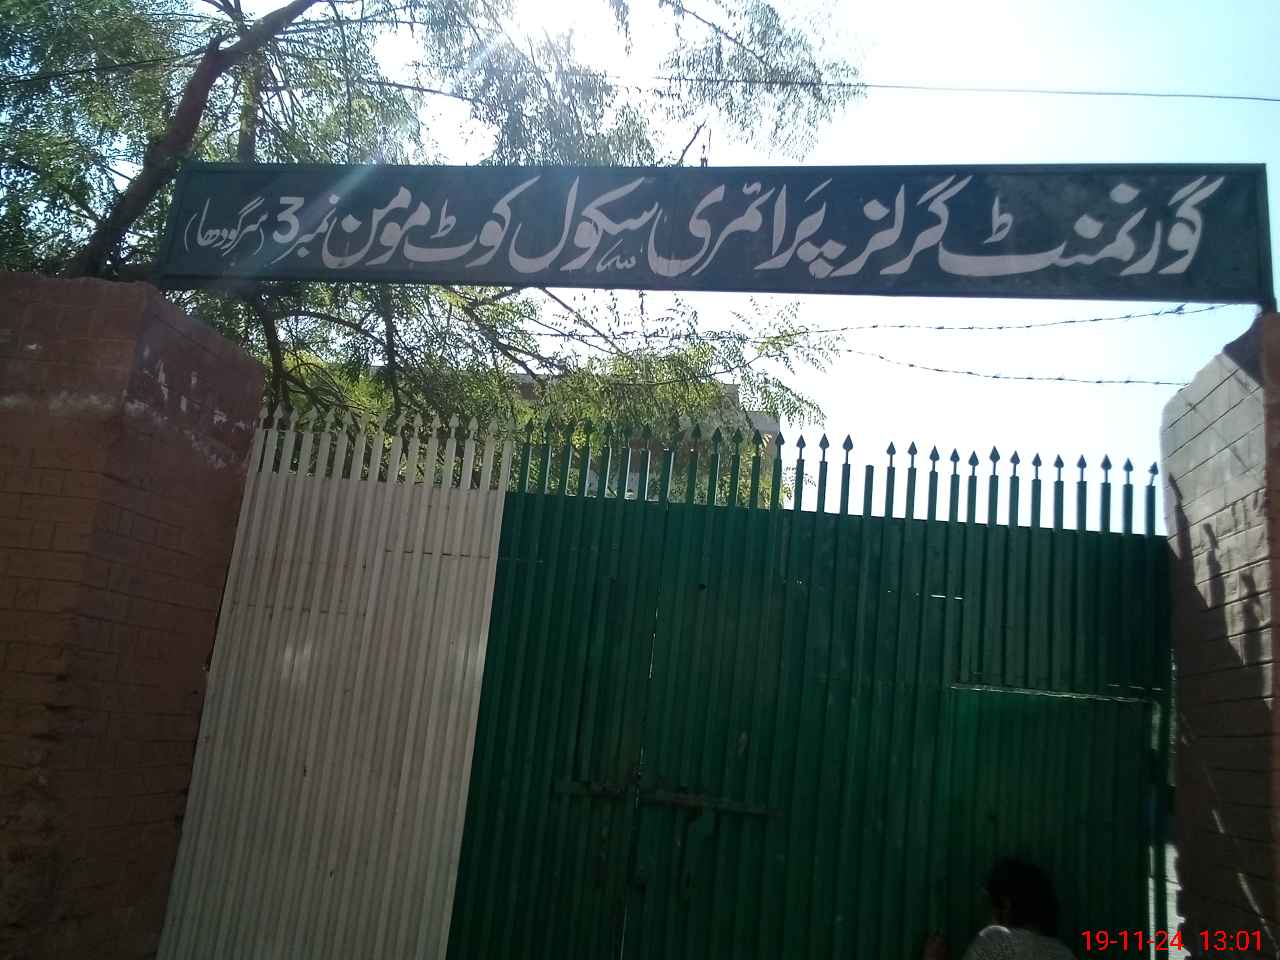 گورنمنٹ گرلز پرائمری سکول کوٹ مومن نمبر 3 (سرگودھا)
19-11-24 13:01